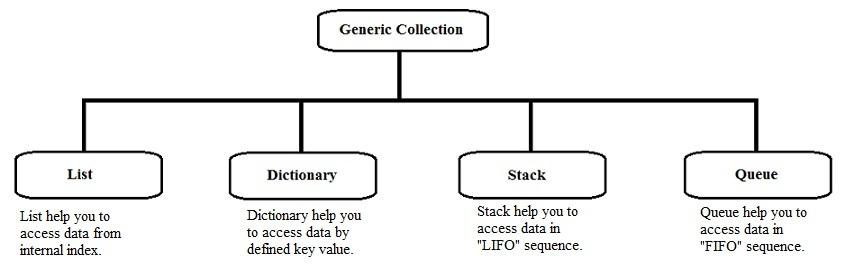 Generic Collection
List
Dictionary
Stack
Queue
List help you to
access data from
internal index.
Dictionary help you
to access data by
defined key value.
Stack help you to
access data in
"LIFO" sequence.
Queue help you to
access data in
"FIFO" sequence.